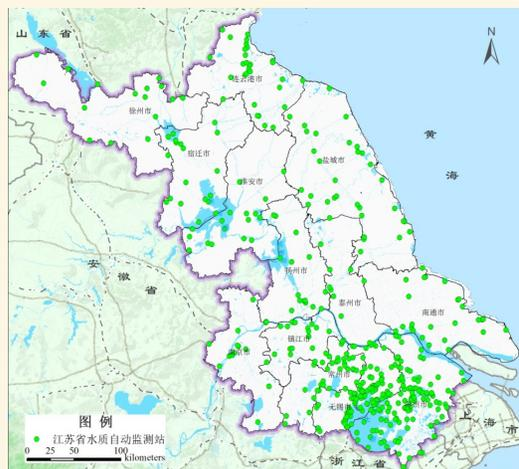 山东省
N
连云港市
徐州市
黄
海
宿迁市
盐城市
淮安市
安
徽
省
扬州市
泰州市
南通市
镇江市
南京市
常州市
无锡市
苏州市
上海市
浙江省
图 例
江苏省水质自动监测站
0 25 50 100
kilometers